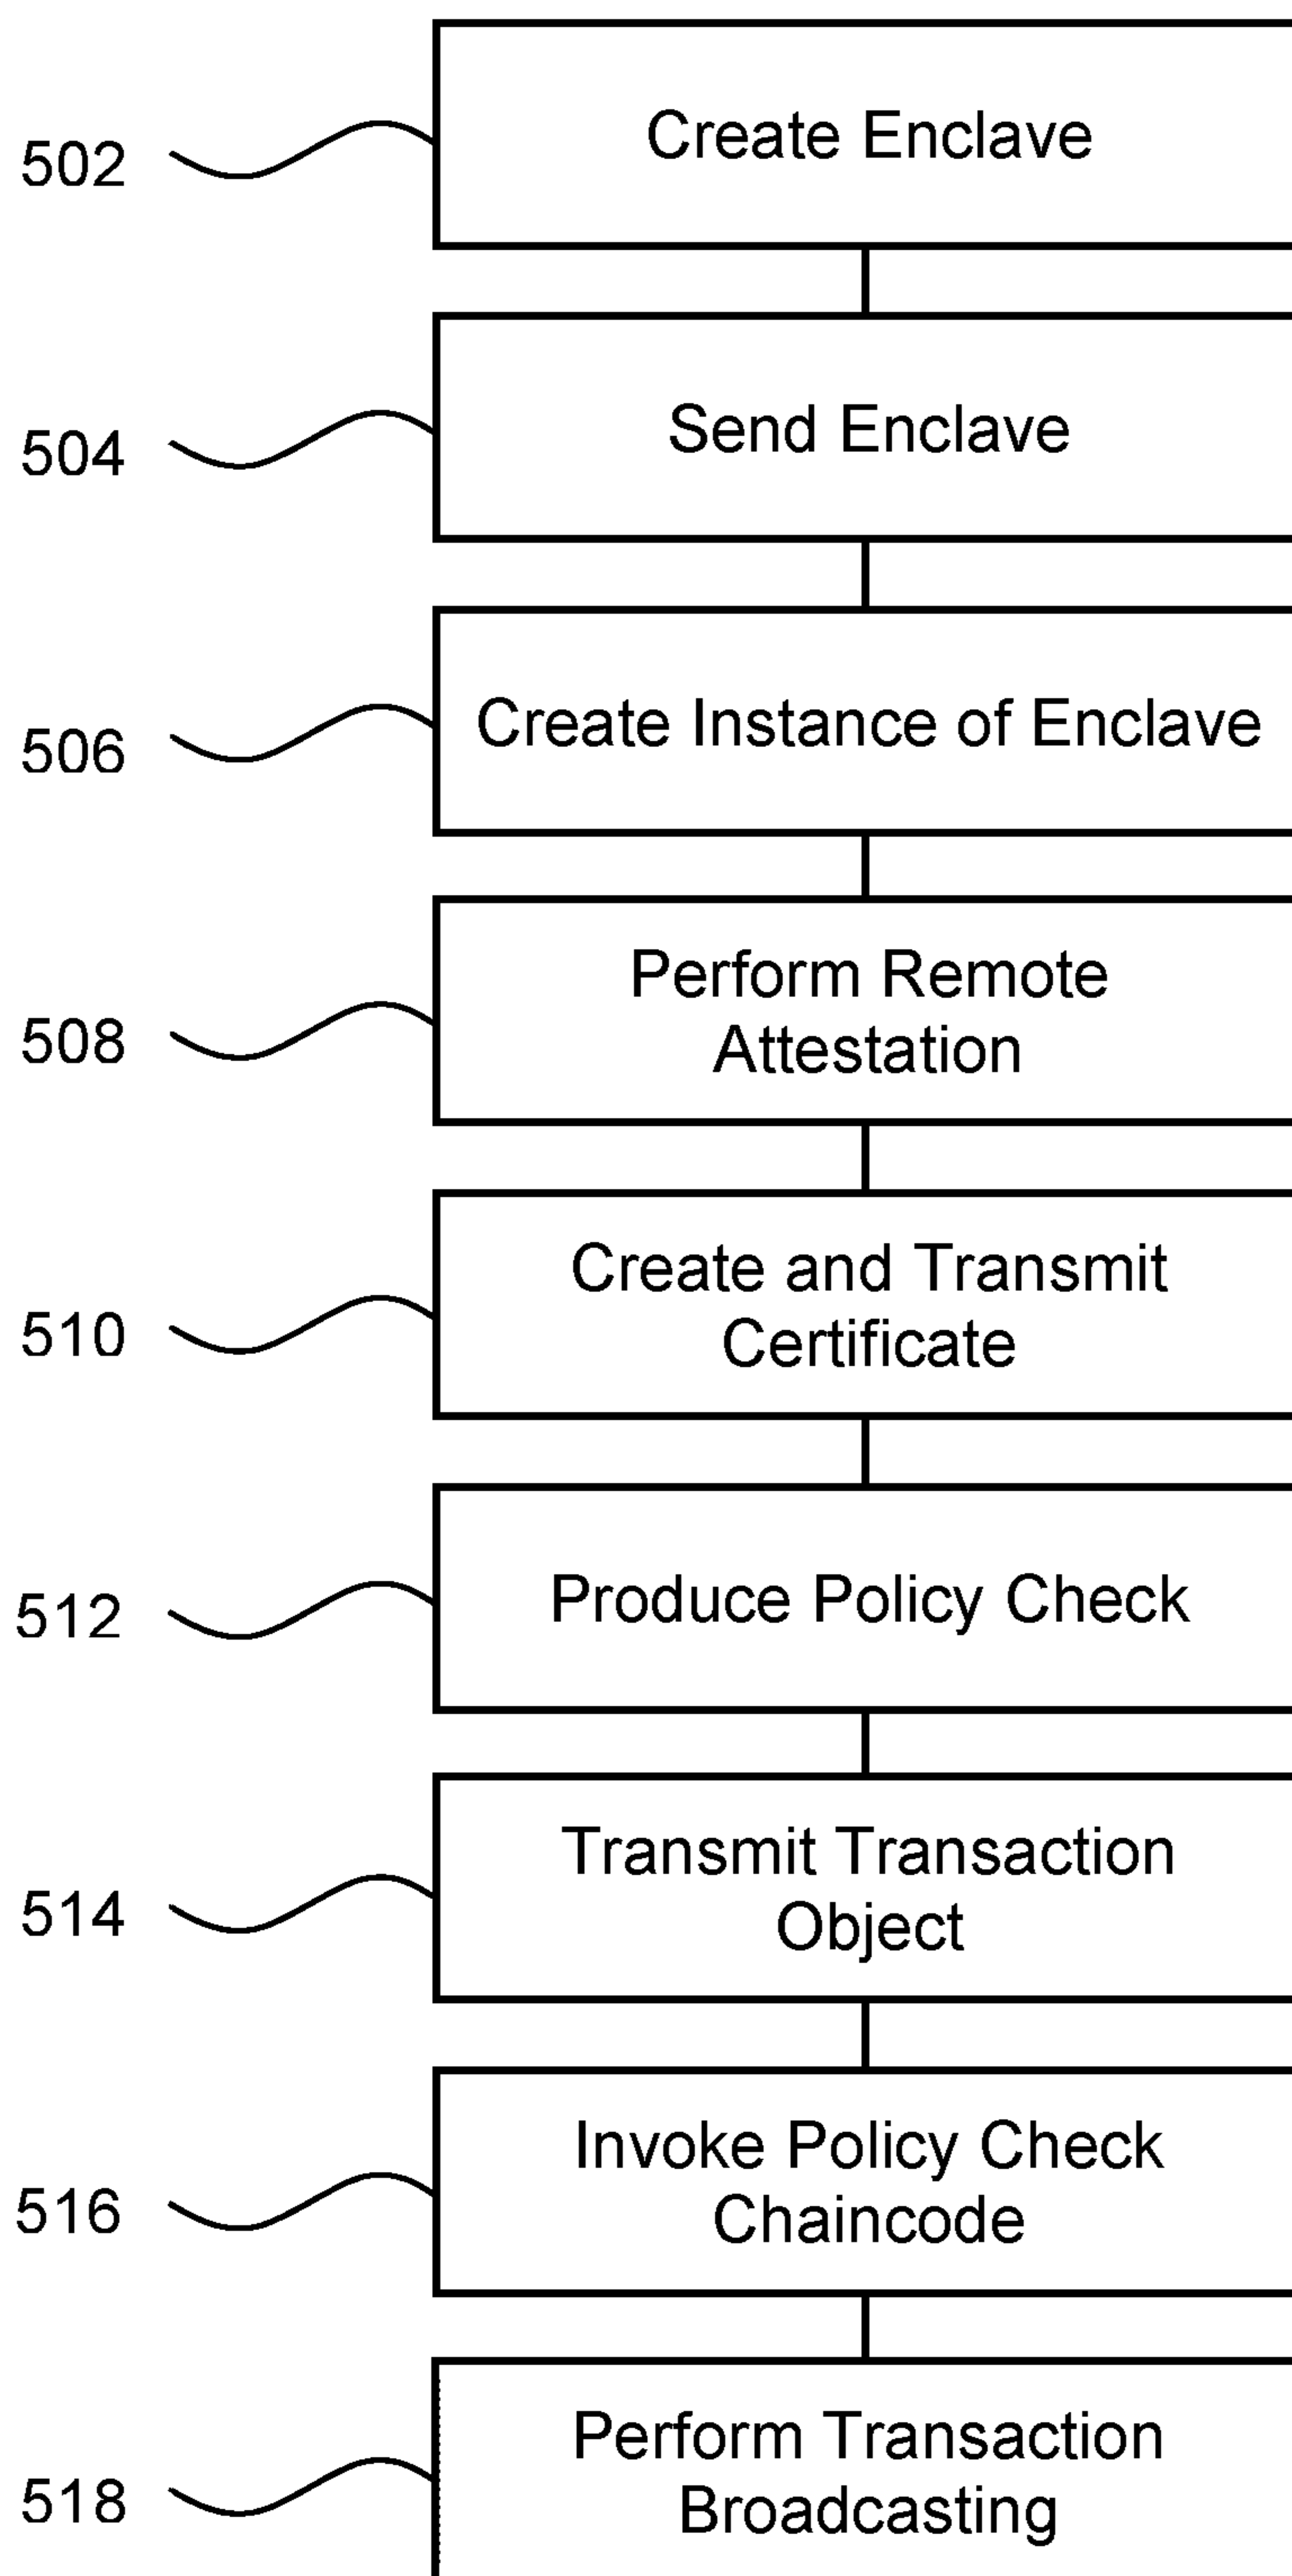 502
Create Enclave
504
Send Enclave
506
Create Instance of Enclave
508
Perform Remote
Attestation
510
Create and Transmit
Certificate
512
Produce Policy Check
514
Transmit Transaction
Object
516
Invoke Policy Check
Chaincode
518
Perform Transaction
Broadcasting